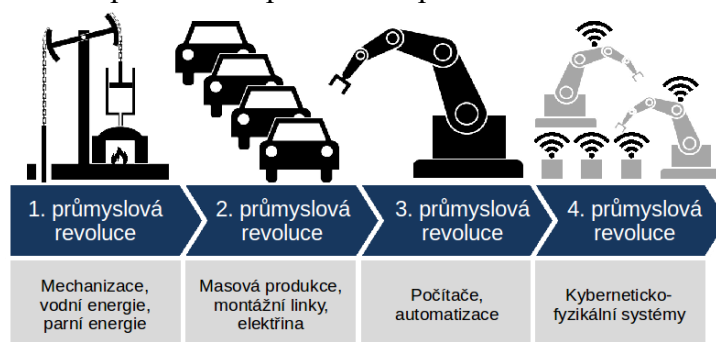 1. průmyslová
revoluce
2. průmyslová
revoluce
3. průmyslová
revoluce
4. průmyslová
revoluce
Mechanizace,
vodní energie,
parní energie
Masová produkce,
montážní linky,
elektřina
Počítače,
automatizace
Kyberneticko-
fyzikální systémy